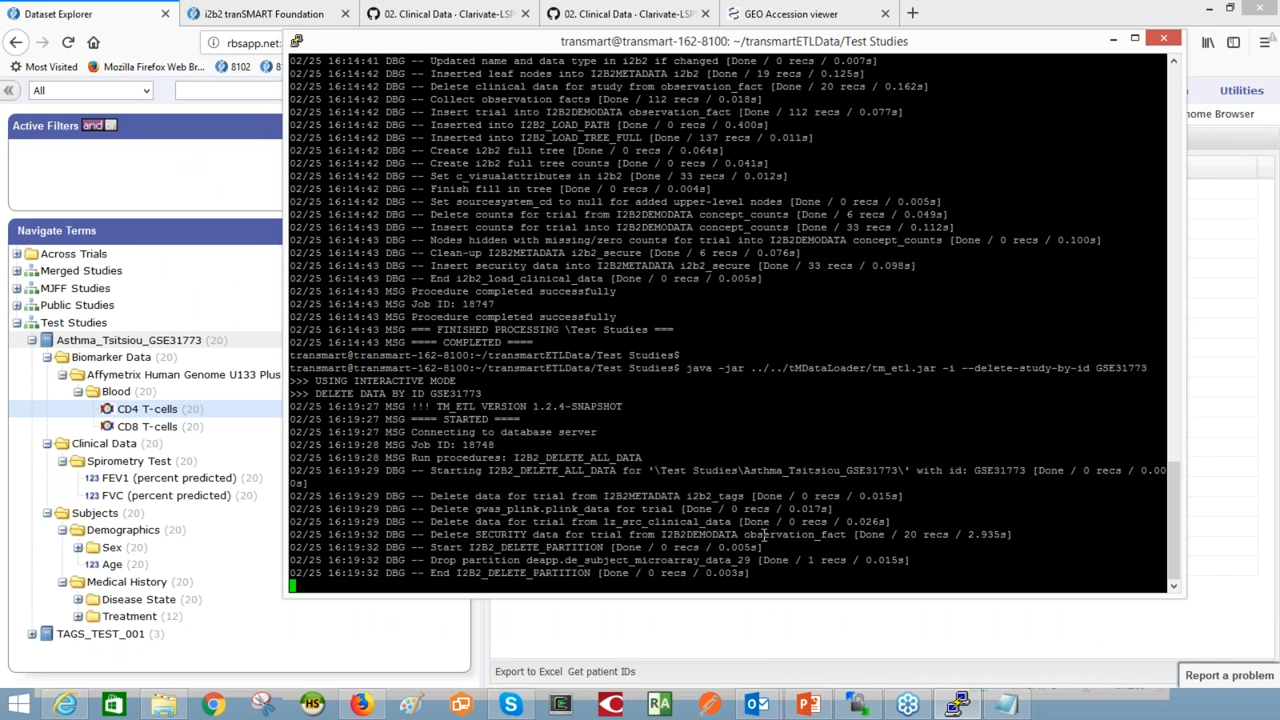 Dataset Explorer
i2b2 tranSMART Foundation
02. Clinical Data · Clarivate-LSP
02. Clinical Data · Clarivate-LSP
GEO Accession viewer
rbsapp.net:
Most Visited
Mozilla Firefox Web Br...
8102
transmart@transmart-162-8100: ~/transmartETLData/Test Studies
All
Utilities
Home Browser
Active Filters and or
Navigate Terms
Across Trials
Merged Studies
MJFF Studies
Public Studies
Test Studies
Asthma_Tsitsiou_GSE31773 (20)
Biomarker Data (20)
Affymetrix Human Genome U133 Plus
Blood (20)
CD4 T-cells (20)
CD8 T-cells (20)
Clinical Data (20)
Spirometry Test (20)
123 FEV1 (percent predicted) (20)
123 FVC (percent predicted) (20)
Subjects (20)
Demographics (20)
Sex (20)
Age (20)
Medical History (20)
Disease State (20)
Treatment (12)
TAGS_TEST_001 (3)
02/25 16:14:41 DBG -- Updated name and data type in i2b2 if changed [Done / 0 recs / 0.007s]
02/25 16:14:42 DBG -- Inserted leaf nodes into I2B2METADATA i2b2 [Done / 19 recs / 0.125s]
02/25 16:14:42 DBG -- Delete clinical data for study from observation_fact [Done / 20 recs / 0.162s]
02/25 16:14:42 DBG -- Collect observation facts [Done / 112 recs / 0.018s]
02/25 16:14:42 DBG -- Insert trial into I2B2DEMODATA observation_fact [Done / 112 recs / 0.077s]
02/25 16:14:42 DBG -- Inserted into I2B2_LOAD_PATH [Done / 0 recs / 0.400s]
02/25 16:14:42 DBG -- Inserted into I2B2_LOAD_TREE_FULL [Done / 137 recs / 0.011s]
02/25 16:14:42 DBG -- Create i2b2 full tree [Done / 0 recs / 0.064s]
02/25 16:14:42 DBG -- Create i2b2 full tree counts [Done / 0 recs / 0.041s]
02/25 16:14:42 DBG -- Set c_visualattributes in i2b2 [Done / 33 recs / 0.012s]
02/25 16:14:42 DBG -- Finish fill in tree [Done / 0 recs / 0.004s]
02/25 16:14:42 DBG -- Set sourcesystem_cd to null for added upper-level nodes [Done / 0 recs / 0.005s]
02/25 16:14:43 DBG -- Delete counts for trial from I2B2DEMODATA concept_counts [Done / 6 recs / 0.049s]
02/25 16:14:43 DBG -- Insert counts for trial into I2B2DEMODATA concept_counts [Done / 33 recs / 0.112s]
02/25 16:14:43 DBG -- Nodes hidden with missing/zero counts for trial into I2B2DEMODATA concept_counts [Done / 0 recs / 0.100s]
02/25 16:14:43 DBG -- Clean-up I2B2METADATA i2b2_secure [Done / 6 recs / 0.076s]
02/25 16:14:43 DBG -- Insert security data into I2B2METADATA i2b2_secure [Done / 33 recs / 0.098s]
02/25 16:14:43 DBG -- End i2b2_load_clinical_data [Done / 0 recs / 0.005s]
02/25 16:14:43 MSG Procedure completed successfully
02/25 16:14:43 MSG Job ID: 18747
02/25 16:14:43 MSG Procedure completed successfully
02/25 16:14:43 MSG === FINISHED PROCESSING \Test Studies ===
02/25 16:14:43 MSG ==== COMPLETED ====
transmart@transmart-162-8100:~/transmartETLData/Test Studies$
transmart@transmart-162-8100:~/transmartETLData/Test Studies$ java -jar ../../tMDataLoader/tm_etl.jar -i --delete-study-by-id GSE31773
>>> USING INTERACTIVE MODE
>>> DELETE DATA BY ID GSE31773
02/25 16:19:27 MSG !!! TM_ETL VERSION 1.2.4-SNAPSHOT
02/25 16:19:27 MSG ==== STARTED ====
02/25 16:19:27 MSG Connecting to database server
02/25 16:19:28 MSG Job ID: 18748
02/25 16:19:28 MSG Run procedures: I2B2_DELETE_ALL_DATA
02/25 16:19:29 DBG -- Starting I2B2_DELETE_ALL_DATA for '\Test Studies\Asthma_Tsitsiou_GSE31773\' with id: GSE31773 [Done / 0 recs / 0.00
0s]
02/25 16:19:29 DBG -- Delete data for trial from I2B2METADATA i2b2_tags [Done / 0 recs / 0.015s]
02/25 16:19:29 DBG -- Delete gwas_plink.plink_data for trial [Done / 0 recs / 0.017s]
02/25 16:19:29 DBG -- Delete data for trial from lz_src_clinical_data [Done / 0 recs / 0.026s]
02/25 16:19:32 DBG -- Delete SECURITY data for trial from I2B2DEMODATA observation_fact [Done / 20 recs / 2.935s]
02/25 16:19:32 DBG -- Start I2B2_DELETE_PARTITION [Done / 0 recs / 0.005s]
02/25 16:19:32 DBG -- Drop partition deapp.de_subject_microarray_data_29 [Done / 1 recs / 0.015s]
02/25 16:19:32 DBG -- End I2B2_DELETE_PARTITION [Done / 0 recs / 0.003s]
Export to Excel Get patient IDs
Report a problem